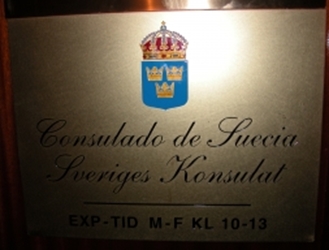 Consulado de Suecia
Sveriges Konsulat
EXP-TID M-F KL 10-13